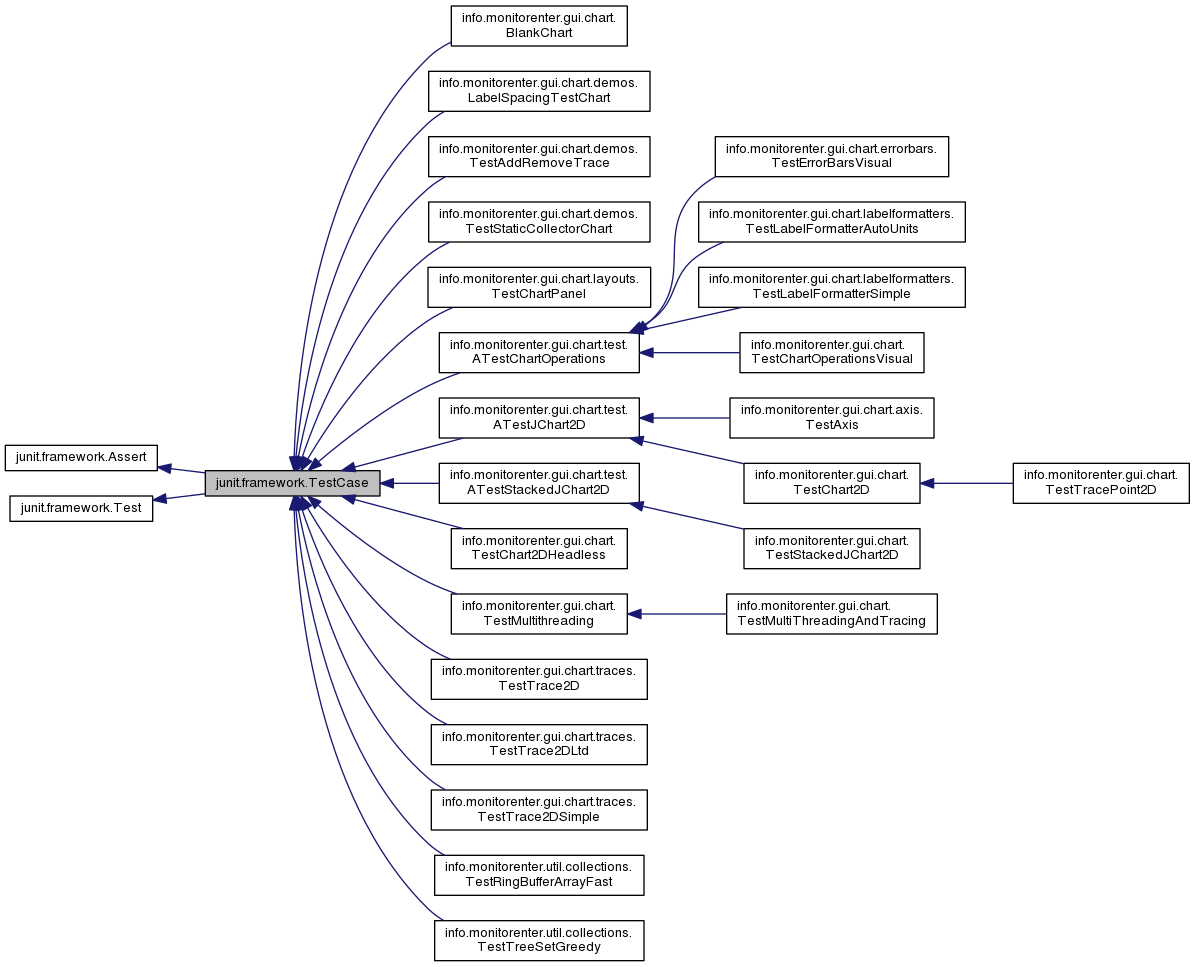 junit.framework.Assert
junit.framework.Test
junit.framework.TestCase
info.monitorenter.gui.chart.
BlankChart
info.monitorenter.gui.chart.demos.
LabelSpacingTestChart
info.monitorenter.gui.chart.demos.
TestAddRemoveTrace
info.monitorenter.gui.chart.demos.
TestStaticCollectorChart
info.monitorenter.gui.chart.layouts.
TestChartPanel
info.monitorenter.gui.chart.test.
ATestChartOperations
info.monitorenter.gui.chart.test.
ATestJChart2D
info.monitorenter.gui.chart.test.
ATestStackedJChart2D
info.monitorenter.gui.chart.
TestChart2DHeadless
info.monitorenter.gui.chart.
TestMultithreading
info.monitorenter.gui.chart.traces.
TestTrace2D
info.monitorenter.gui.chart.traces.
TestTrace2DLtd
info.monitorenter.gui.chart.traces.
TestTrace2DSimple
info.monitorenter.util.collections.
TestRingBufferArrayFast
info.monitorenter.util.collections.
TestTreeSetGreedy
info.monitorenter.gui.chart.errorbars.
TestErrorBarsVisual
info.monitorenter.gui.chart.labelformatters.
TestLabelFormatterAutoUnits
info.monitorenter.gui.chart.labelformatters.
TestLabelFormatterSimple
info.monitorenter.gui.chart.
TestChartOperationsVisual
info.monitorenter.gui.chart.axis.
TestAxis
info.monitorenter.gui.chart.
TestChart2D
info.monitorenter.gui.chart.
TestStackedJChart2D
info.monitorenter.gui.chart.
TestMultiThreadingAndTracing
info.monitorenter.gui.chart.
TestTracePoint2D